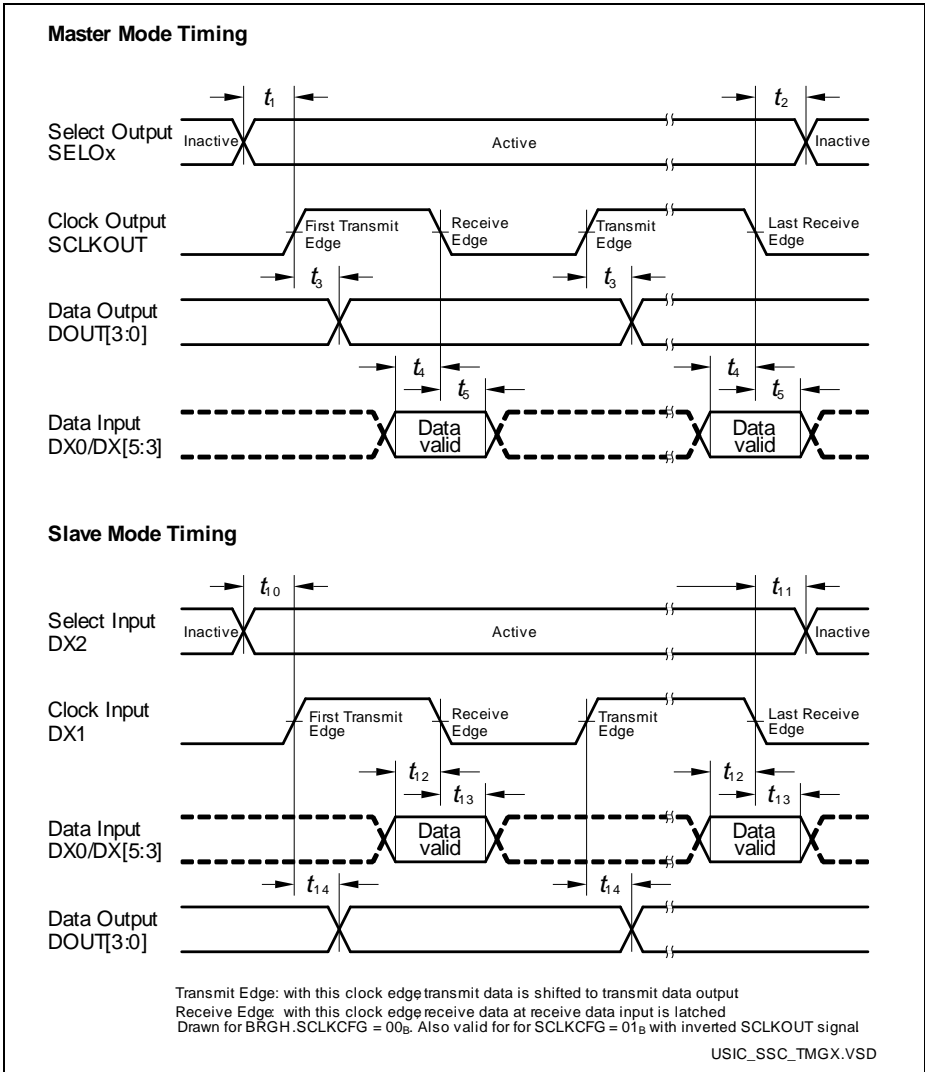 Master Mode Timing
t1
t2
Select Output
SELOx
Inactive
Active
Inactive
Clock Output
SCLKOUT
First Transmit
Edge
Receive
Edge
Transmit
Edge
Last Receive
Edge
t3
t3
Data Output
DOUT[3:0]
t4
t5
t4
t5
Data Input
DX0/DX[5:3]
Data
valid
Data
valid
Slave Mode Timing
t10
t11
Select Input
DX2
Inactive
Active
Inactive
Clock Input
DX1
First Transmit
Edge
Receive
Edge
Transmit
Edge
Last Receive
Edge
t12
t13
t12
t13
Data Input
DX0/DX[5:3]
Data
valid
Data
valid
t14
t14
Data Output
DOUT[3:0]
Transmit Edge: with this clock edge, transmit data is shifted to transmit data output
Receive Edge: with this clock edge, receive data at receive data input is latched
Drawn for BRGH.SCLKCFG = 00B. Also valid for for SCLKCFG = 01B with inverted SCLKOUT signal.
USIC_SSC_TMGX.VSD